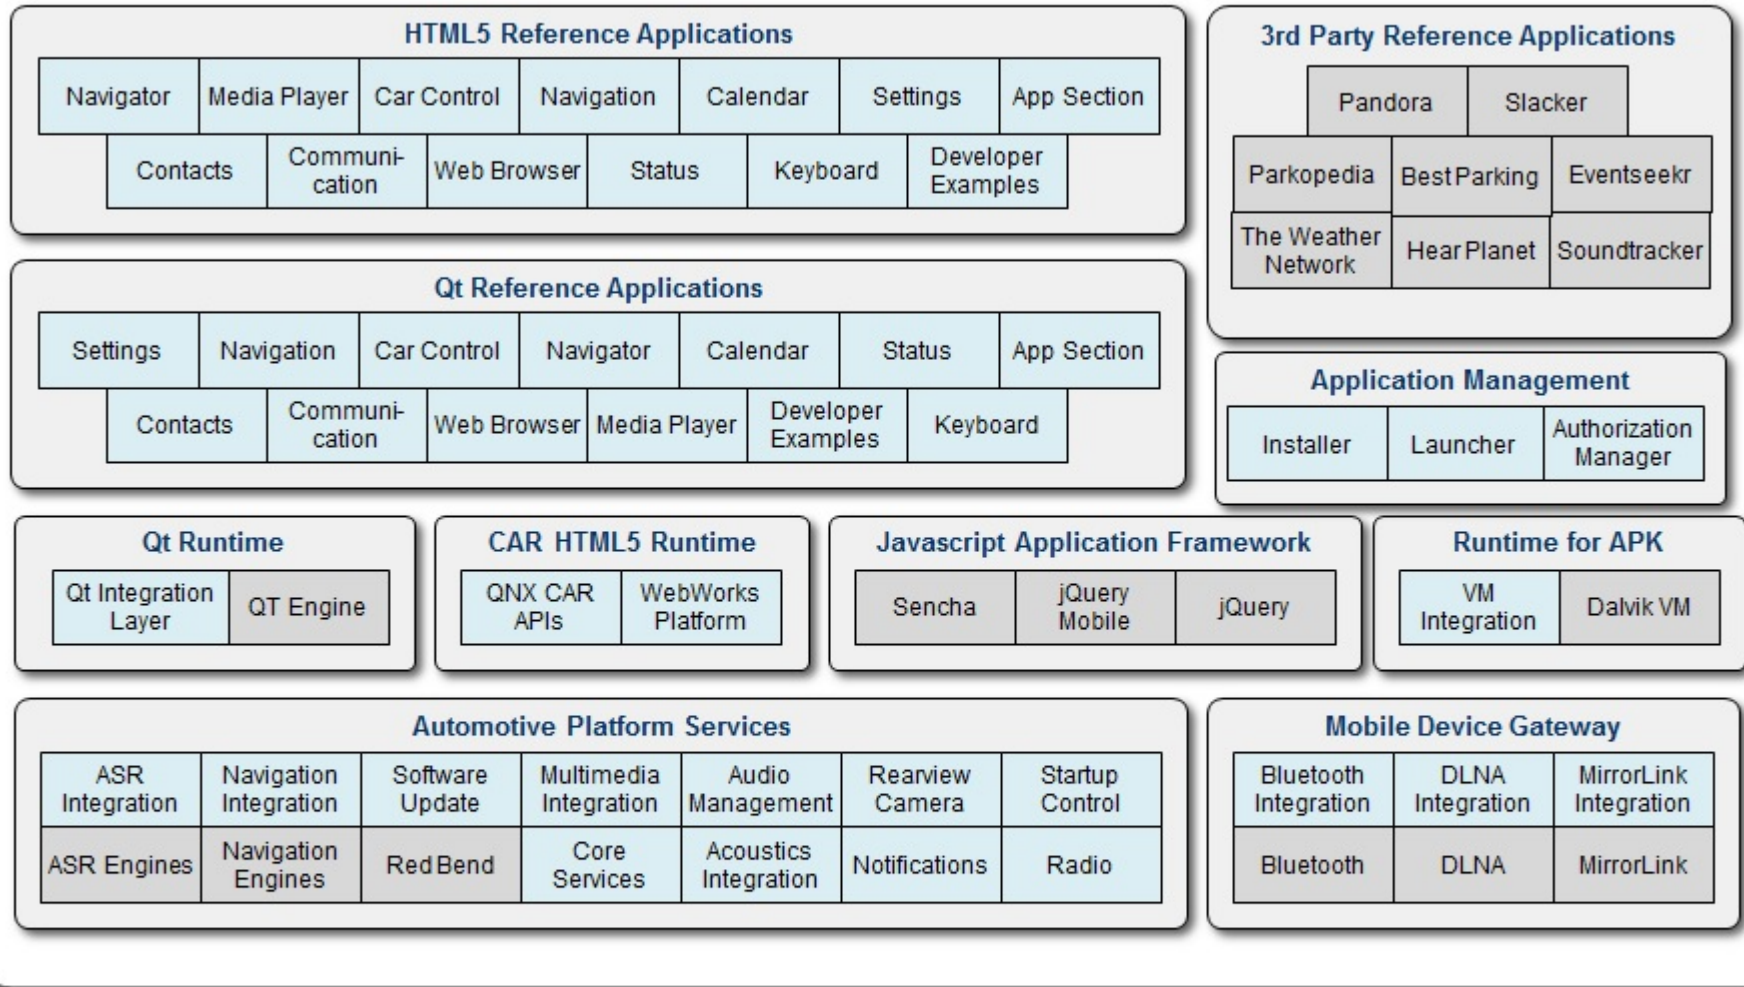 HTML5 Reference Applications
Navigator
Media Player
Car Control
Navigation
Calendar
Settings
App Section
Contacts
Communi-
cation
Web Browser
Status
Keyboard
Developer
Examples
3rd Party Reference Applications
Pandora
Slacker
Parkopedia
Best Parking
Eventseekr
The Weather
Network
Hear Planet
Soundtracker
Qt Reference Applications
Settings
Navigation
Car Control
Navigator
Calendar
Status
App Section
Contacts
Communi-
cation
Web Browser
Media Player
Developer
Examples
Keyboard
Application Management
Installer
Launcher
Authorization
Manager
Qt Runtime
Qt Integration
Layer
QT Engine
CAR HTML5 Runtime
QNX CAR
APIs
WebWorks
Platform
Javascript Application Framework
Sencha
jQuery
Mobile
jQuery
Runtime for APK
VM
Integration
Dalvik VM
Automotive Platform Services
ASR
Integration
Navigation
Integration
Software
Update
Multimedia
Integration
Audio
Management
Rearview
Camera
Startup
Control
ASR Engines
Navigation
Engines
Red Bend
Core
Services
Acoustics
Integration
Notifications
Radio
Mobile Device Gateway
Bluetooth
Integration
DLNA
Integration
MirrorLink
Integration
Bluetooth
DLNA
MirrorLink